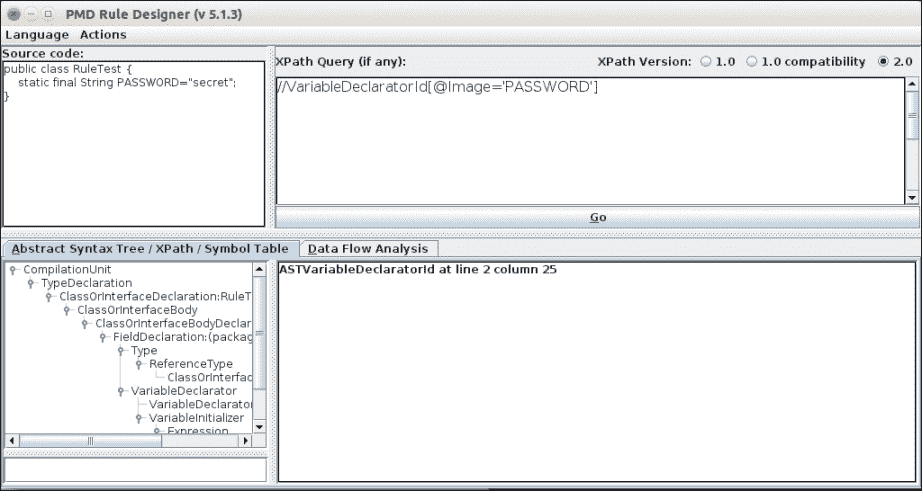 PMD Rule Designer (v 5.1.3)
Language Actions
Source code:
public class RuleTest {
static final String PASSWORD="secret";
}
XPath Query (if any): XPath Version: 1.0 1.0 compatibility 2.0
//VariableDeclaratorId[@Image='PASSWORD']
Go
Abstract Syntax Tree / XPath / Symbol Table Data Flow Analysis
CompilationUnit
TypeDeclaration
ClassOrInterfaceDeclaration:RuleT
ClassOrInterfaceBody
ClassOrInterfaceBodyDeclar
FieldDeclaration:(packag
Type
ReferenceType
ClassOrInterfac
VariableDeclarator
VariableDeclarator
VariableInitializer
Expression
ASTVariableDeclaratorId at line 2 column 25